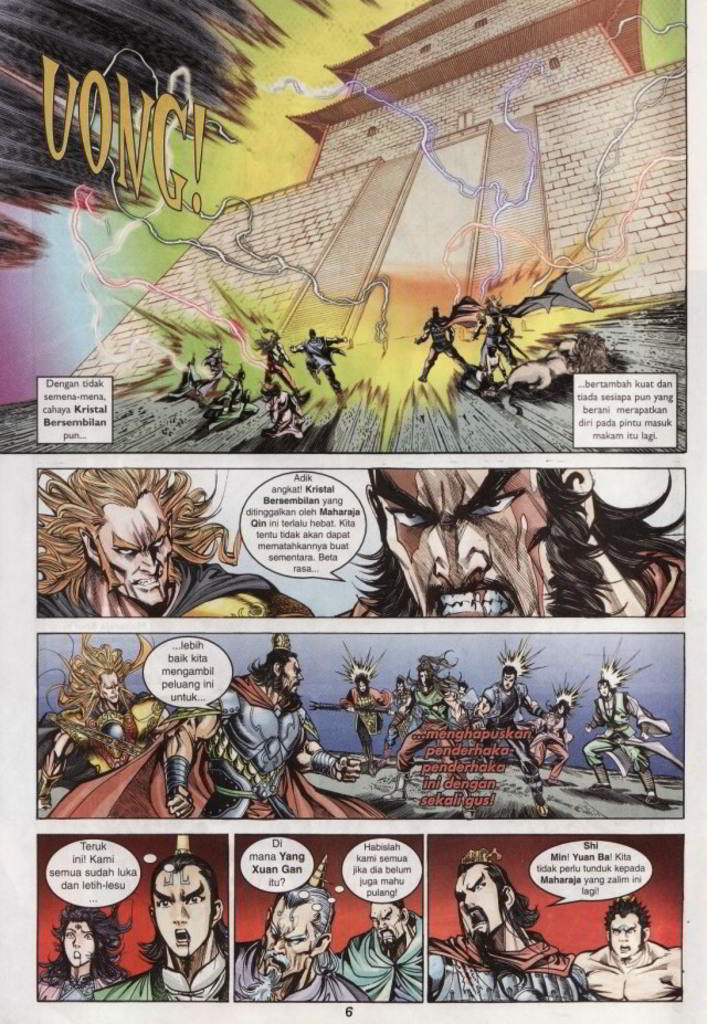 UONG!
Dengan tidak
semena-mena,
cahaya Kristal
Bersembilan
pun...
...bertambah kuat dan
tiada sesiapa pun yang
berani merapatkan
diri pada pintu masuk
makam itu lagi.
Adik
angkat! Kristal
Bersembilan yang
ditinggalkan oleh Maharaja
Qin ini terlalu hebat. Kita
tentu tidak akan dapat
mematahkannya buat
sementara. Beta
rasa...
...lebih
baik kita
mengambil
peluang ini
untuk...
...menghapuskan
penderhaka-
penderhaka
ini dengan
sekali gus!
Teruk
ini! Kami
semua sudah luka
dan letih-lesu
...
Di
mana Yang
Xuan Gan
itu?
Habislah
kami semua
jika dia belum
juga mahu
pulang!
Shi
Min! Yuan Ba! Kita
tidak perlu tunduk kepada
Maharaja yang zalim ini
lagi!
6